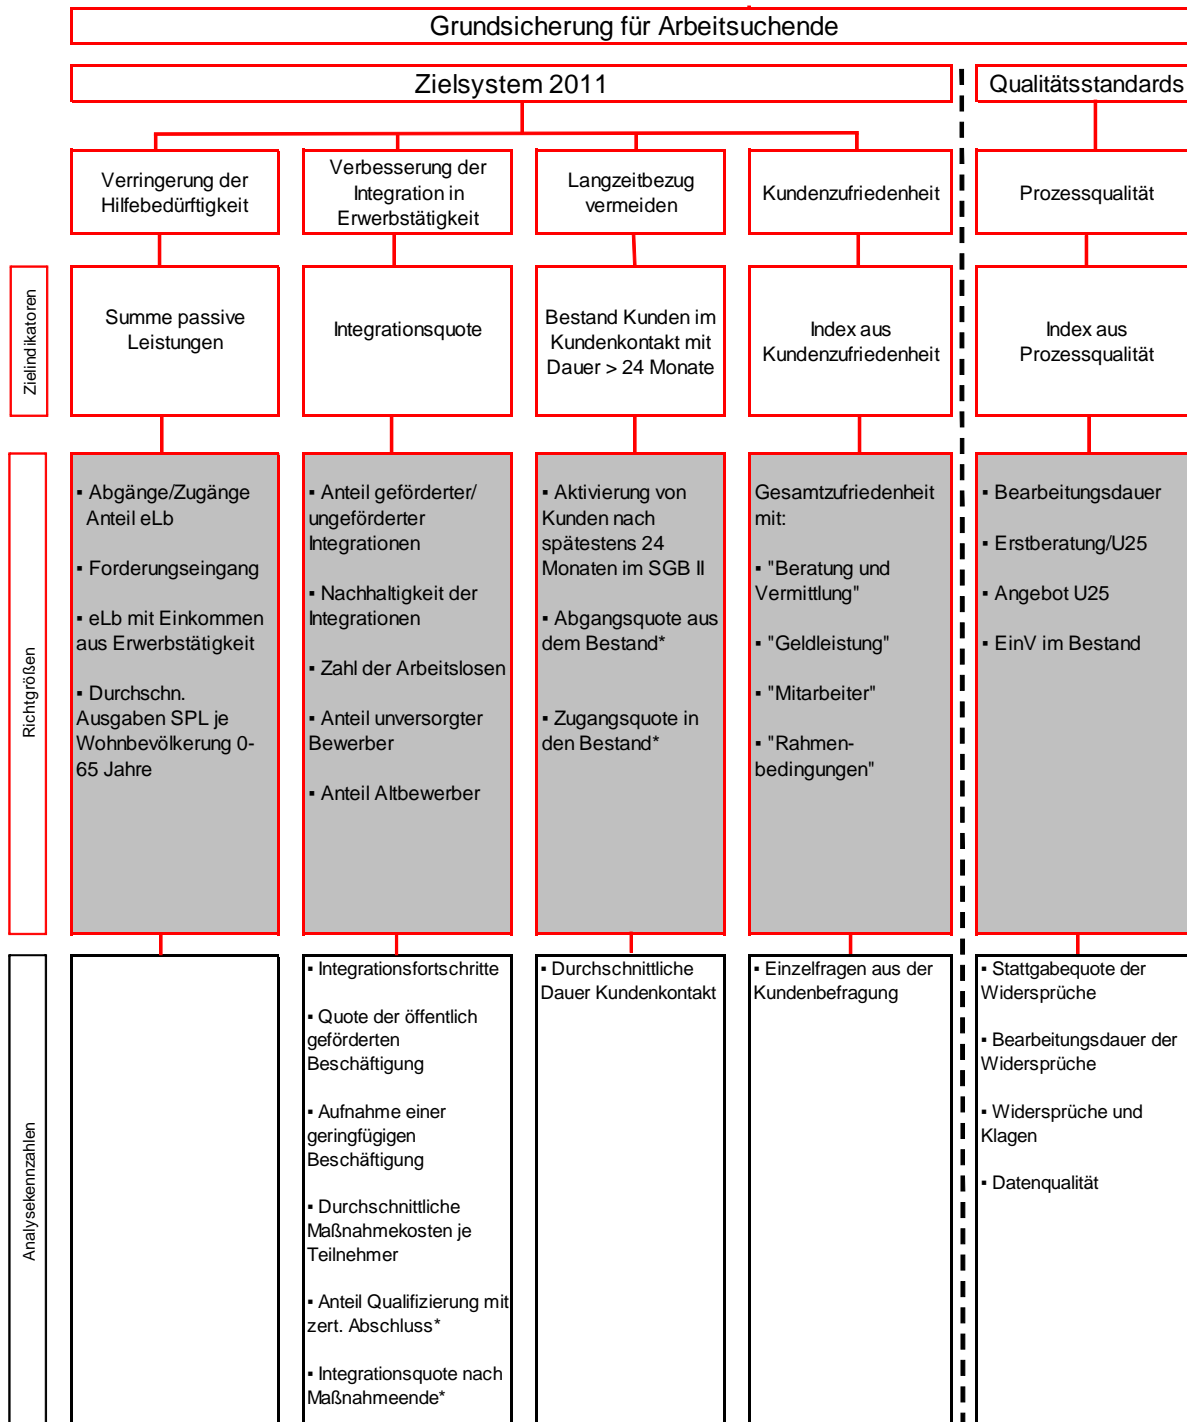 Grundsicherung für Arbeitsuchende
Zielsystem 2011
Qualitätsstandards
Verringerung der
Hilfebedürftigkeit
Verbesserung der
Integration in
Erwerbstätigkeit
Langzeitbezug
vermeiden
Kundenzufriedenheit
Prozessqualität
Zielindikatoren
Summe passive
Leistungen
Integrationsquote
Bestand Kunden im
Kundenkontakt mit
Dauer > 24 Monate
Index aus
Kundenzufriedenheit
Index aus
Prozessqualität
Richtgrößen
▪ Abgänge/Zugänge
Anteil eLb
▪ Forderungseingang
▪ eLb mit Einkommen
aus Erwerbstätigkeit
▪ Durchschn.
Ausgaben SPL je
Wohnbevölkerung 0-
65 Jahre
▪ Anteil geförderter/
ungeförderter
Integrationen
▪ Nachhaltigkeit der
Integrationen
▪ Zahl der Arbeitslosen
▪ Anteil unversorgter
Bewerber
▪ Anteil Altbewerber
▪ Aktivierung von
Kunden nach
spätestens 24
Monaten im SGB II
▪ Abgangsquote aus
dem Bestand*
▪ Zugangsquote in
den Bestand*
Gesamtzufriedenheit
mit:
▪ "Beratung und
Vermittlung"
▪ "Geldleistung"
▪ "Mitarbeiter"
▪ "Rahmen-
bedingungen"
▪ Bearbeitungsdauer
▪ Erstberatung/U25
▪ Angebot U25
▪ EinV im Bestand
Analysekennzahlen
▪ Integrationsfortschritte
▪ Quote der öffentlich
geförderten
Beschäftigung
▪ Aufnahme einer
geringfügigen
Beschäftigung
▪ Durchschnittliche
Maßnahmekosten je
Teilnehmer
▪ Anteil Qualifizierung mit
zert. Abschluss*
▪ Integrationsquote nach
Maßnahmeende*
▪ Durchschnittliche
Dauer Kundenkontakt
▪ Einzelfragen aus der
Kundenbefragung
▪ Stattgabequote der
Widersprüche
▪ Bearbeitungsdauer der
Widersprüche
▪ Widersprüche und
Klagen
▪ Datenqualität